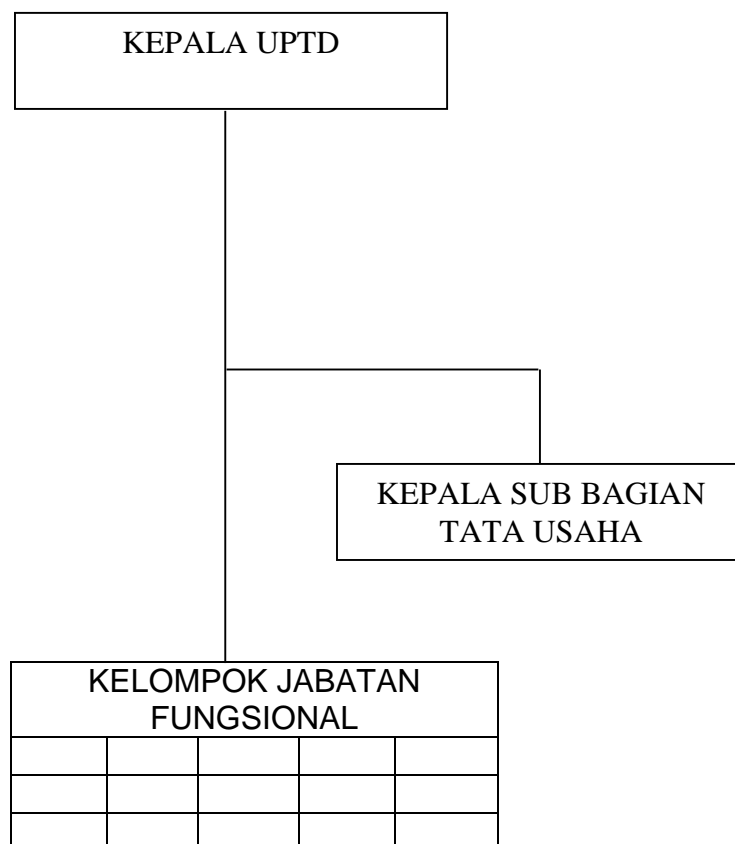 KEPALA UPTD
KEPALA SUB BAGIAN
TATA USAHA
KELOMPOK JABATAN
FUNGSIONAL